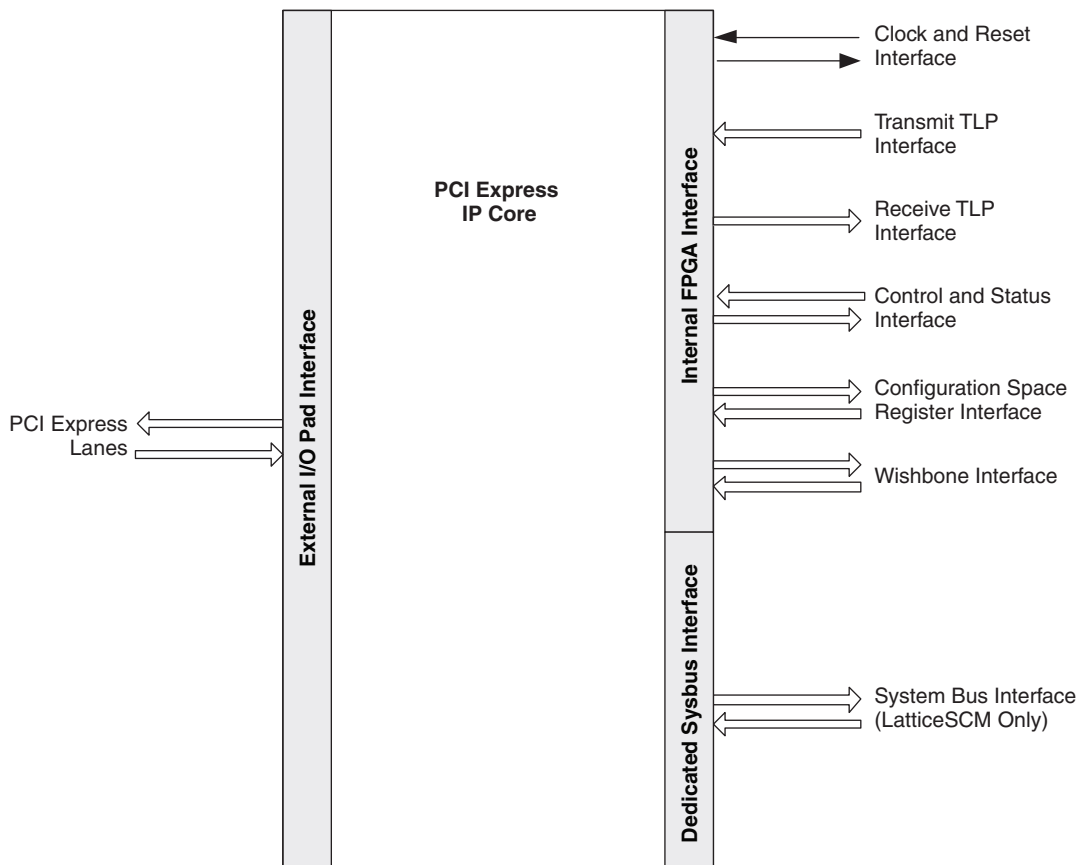 PCI Express
Lanes
External I/O Pad Interface
PCI Express
IP Core
Internal FPGA Interface
Dedicated Sysbus Interface
Clock and Reset
Interface
Transmit TLP
Interface
Receive TLP
Interface
Control and Status
Interface
Configuration Space
Register Interface
Wishbone Interface
System Bus Interface
(LatticeSCM Only)